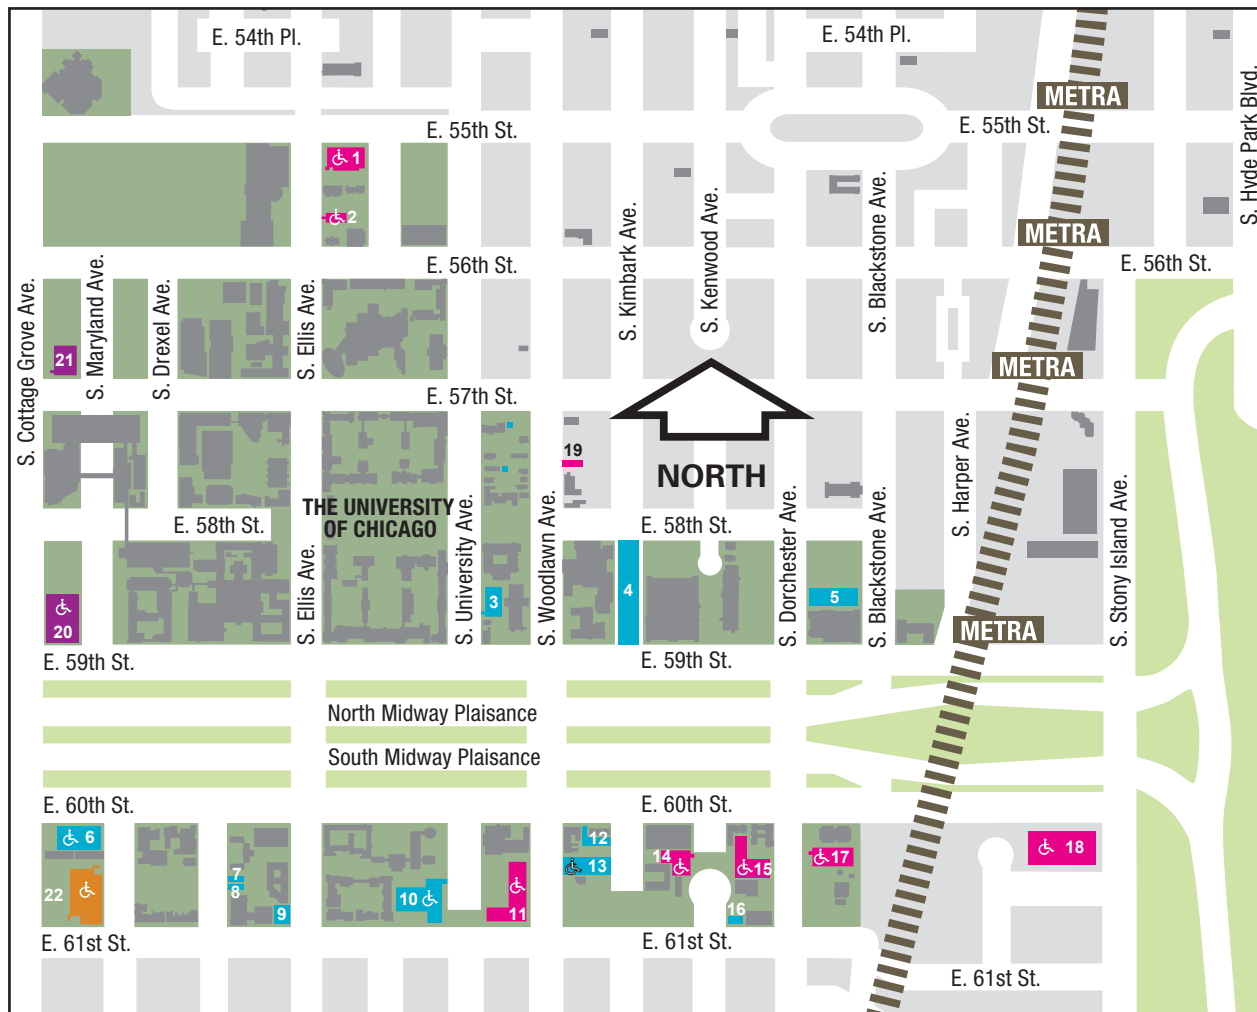 E. 54th Pl.
E. 54th Pl.
METRA
E. 55th St.
E. 55th St.
S. Hyde Park Blvd.
1
2
S. Kimbark Ave.
S. Kenwood Ave.
S. Blackstone Ave.
METRA
E. 56th St.
E. 56th St.
S. Cottage Grove Ave.
S. Maryland Ave.
S. Drexel Ave.
S. Ellis Ave.
21
METRA
E. 57th St.
19
NORTH
S. Harper Ave.
THE UNIVERSITY
OF CHICAGO
E. 58th St.
E. 58th St.
S. Ellis Ave.
S. University Ave.
S. Woodlawn Ave.
S. Dorchester Ave.
S. Blackstone Ave.
S. Stony Island Ave.
3
4
5
20
METRA
E. 59th St.
E. 59th St.
North Midway Plaisance
South Midway Plaisance
E. 60th St.
E. 60th St.
6
12
14
17
18
7
13
15
8
22
10
9
11
16
E. 61st St.
E. 61st St.
E. 61st St.